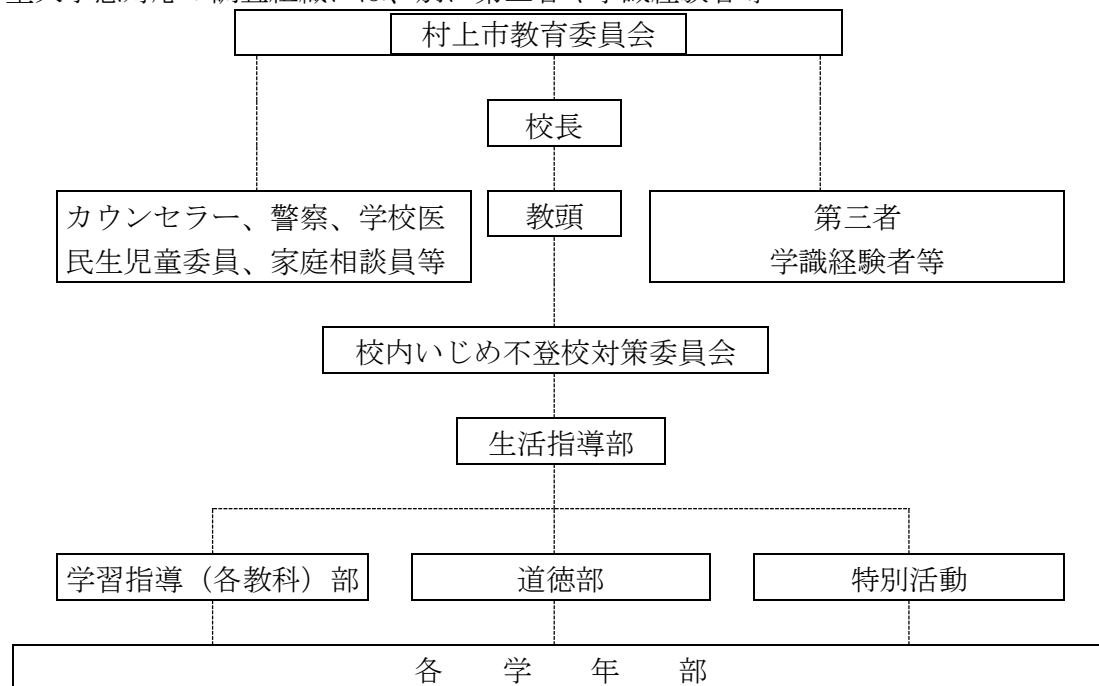 村上市教育委員会
校長
カウンセラー、警察、学校医
民生児童委員、家庭相談員等
教頭
第三者
学識経験者等
校内いじめ不登校対策委員会
生活指導部
学習指導（各教科）部
道徳部
特別活動
各　学　年　部